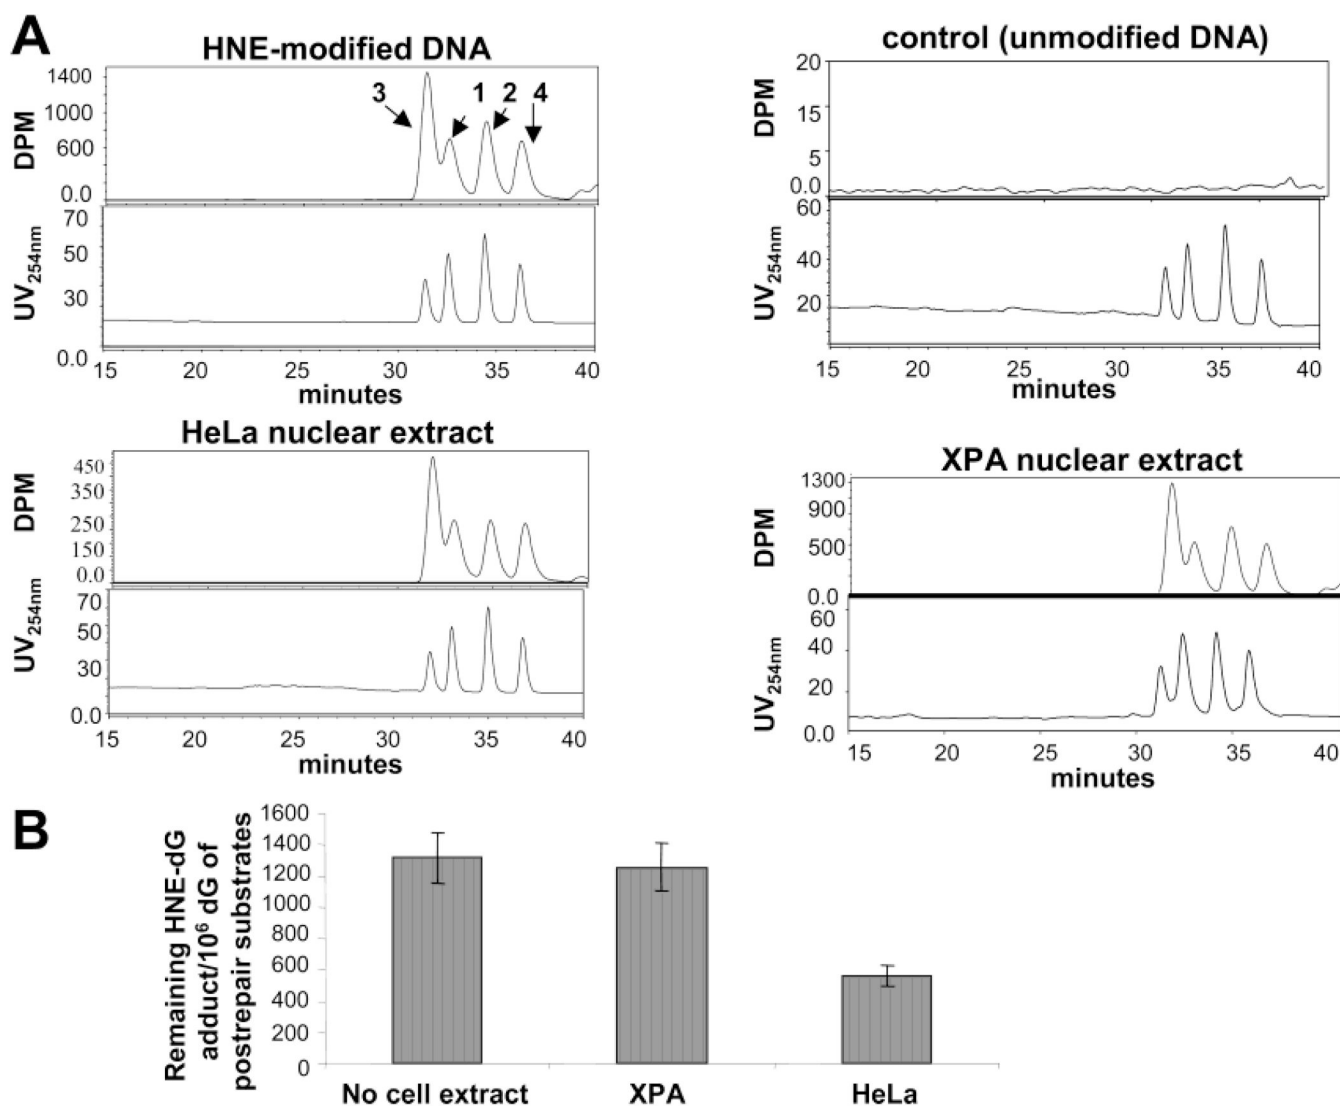 A
HNE-modified DNA
DPM
1400
1000
600
0.0
3
1
2
4
UV254nm
70
50
30
0.0
15 20 25 30 35 40
minutes
control (unmodified DNA)
DPM
20
15
5
0.0
UV254nm
60
40
20
15 20 25 30 35 40
minutes
HeLa nuclear extract
DPM
450
350
250
150
0.0
UV254nm
70
50
30
0.0
15 20 25 30 35 40
minutes
XPA nuclear extract
DPM
1300
900
500
0.0
UV254nm
60
40
20
0.0
15 20 25 30 35 40
minutes
B
Remaining HNE-dG
adduct/10⁶ dG of
postrepair substrates
1600
1400
1200
1000
800
600
400
200
0
No cell extract XPA HeLa